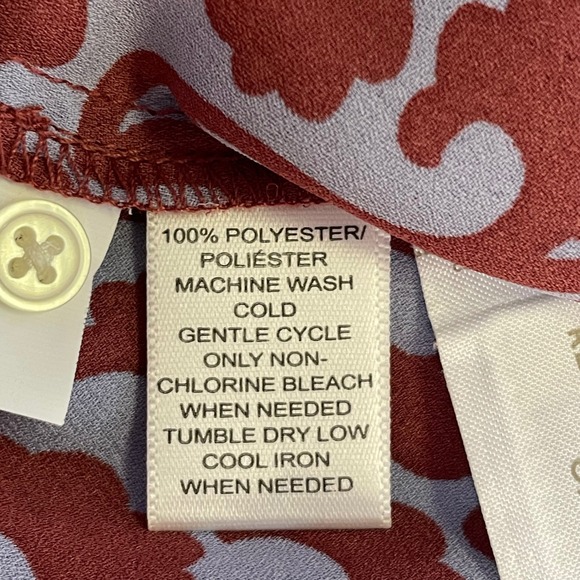 100% POLYESTER/
POLIÉSTER
MACHINE WASH
COLD
GENTLE CYCLE
ONLY NON-
CHLORINE BLEACH
WHEN NEEDED
TUMBLE DRY LOW
COOL IRON
WHEN NEEDED